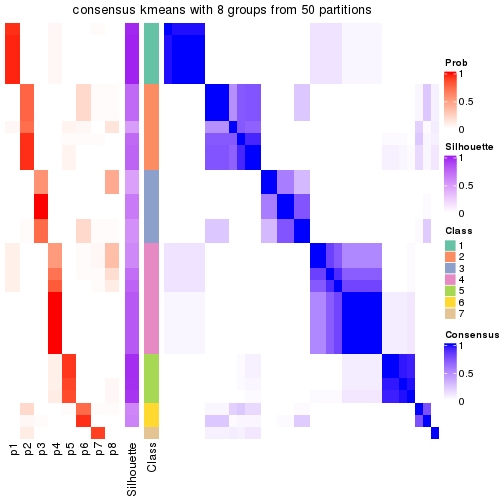 consensus kmeans with 8 groups from 50 partitions
Prob
1
0.5
0
Silhouette
1
0.5
0
Class
1
2
3
4
5
6
7
Consensus
1
0.5
0
p1
p2
p3
p4
p5
p6
p7
p8
Silhouette
Class